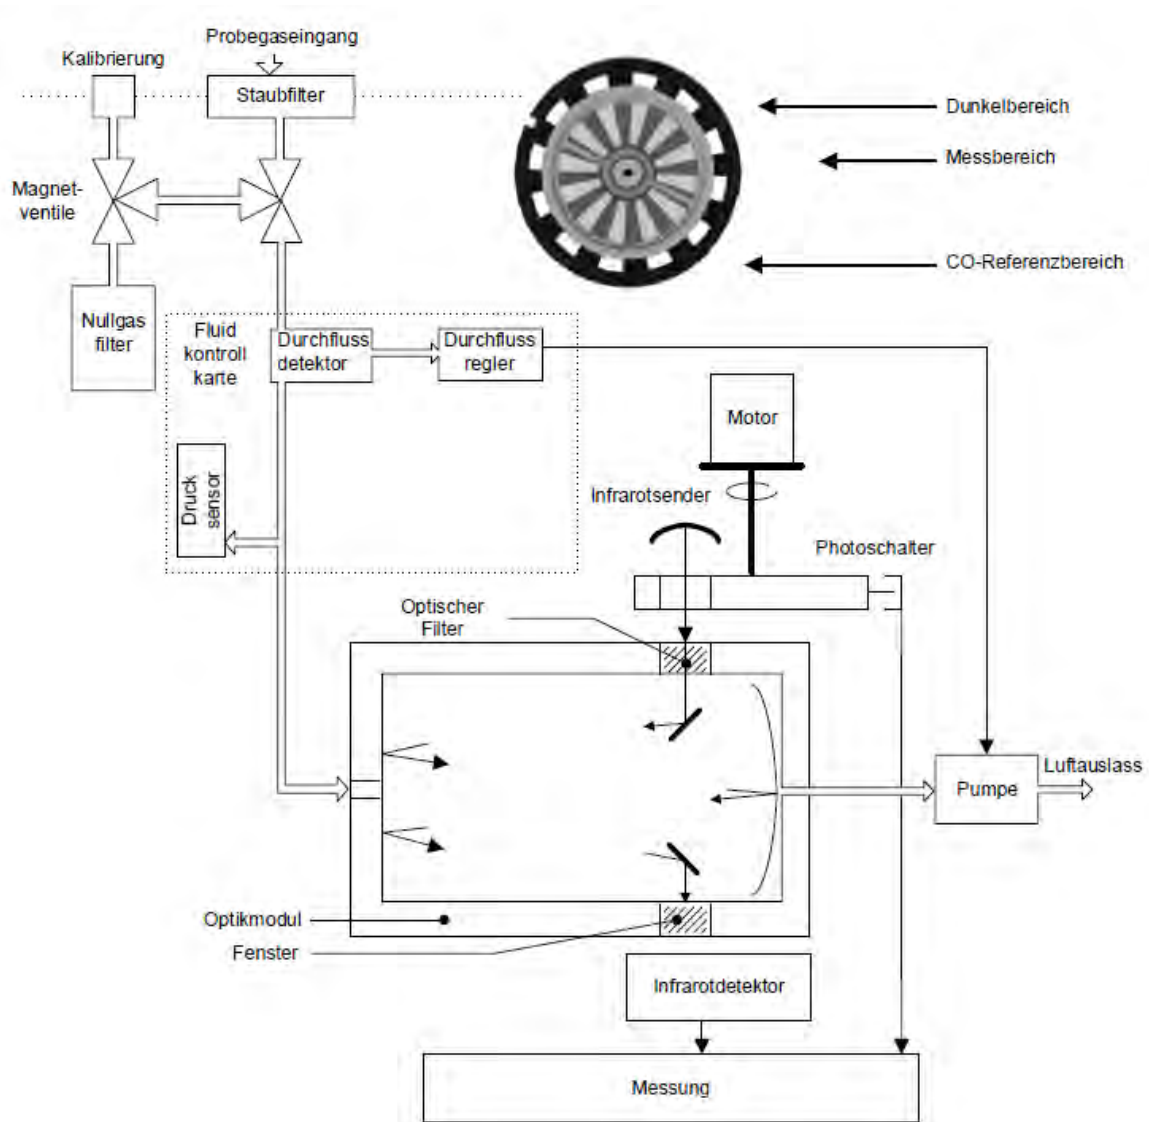 Probegaseingang
Kalibrierung
Staubfilter
Dunkelbereich
Messbereich
Magnet-
ventile
CO-Referenzbereich
Nullgas
filter
Fluid
kontroll
karte
Durchfluss
detektor
Durchfluss
regler
Motor
Druck
sensor
Infrarotsender
Photoschalter
Optischer
Filter
Luftauslass
Pumpe
Optikmodul
Fenster
Infrarotdetektor
Messung